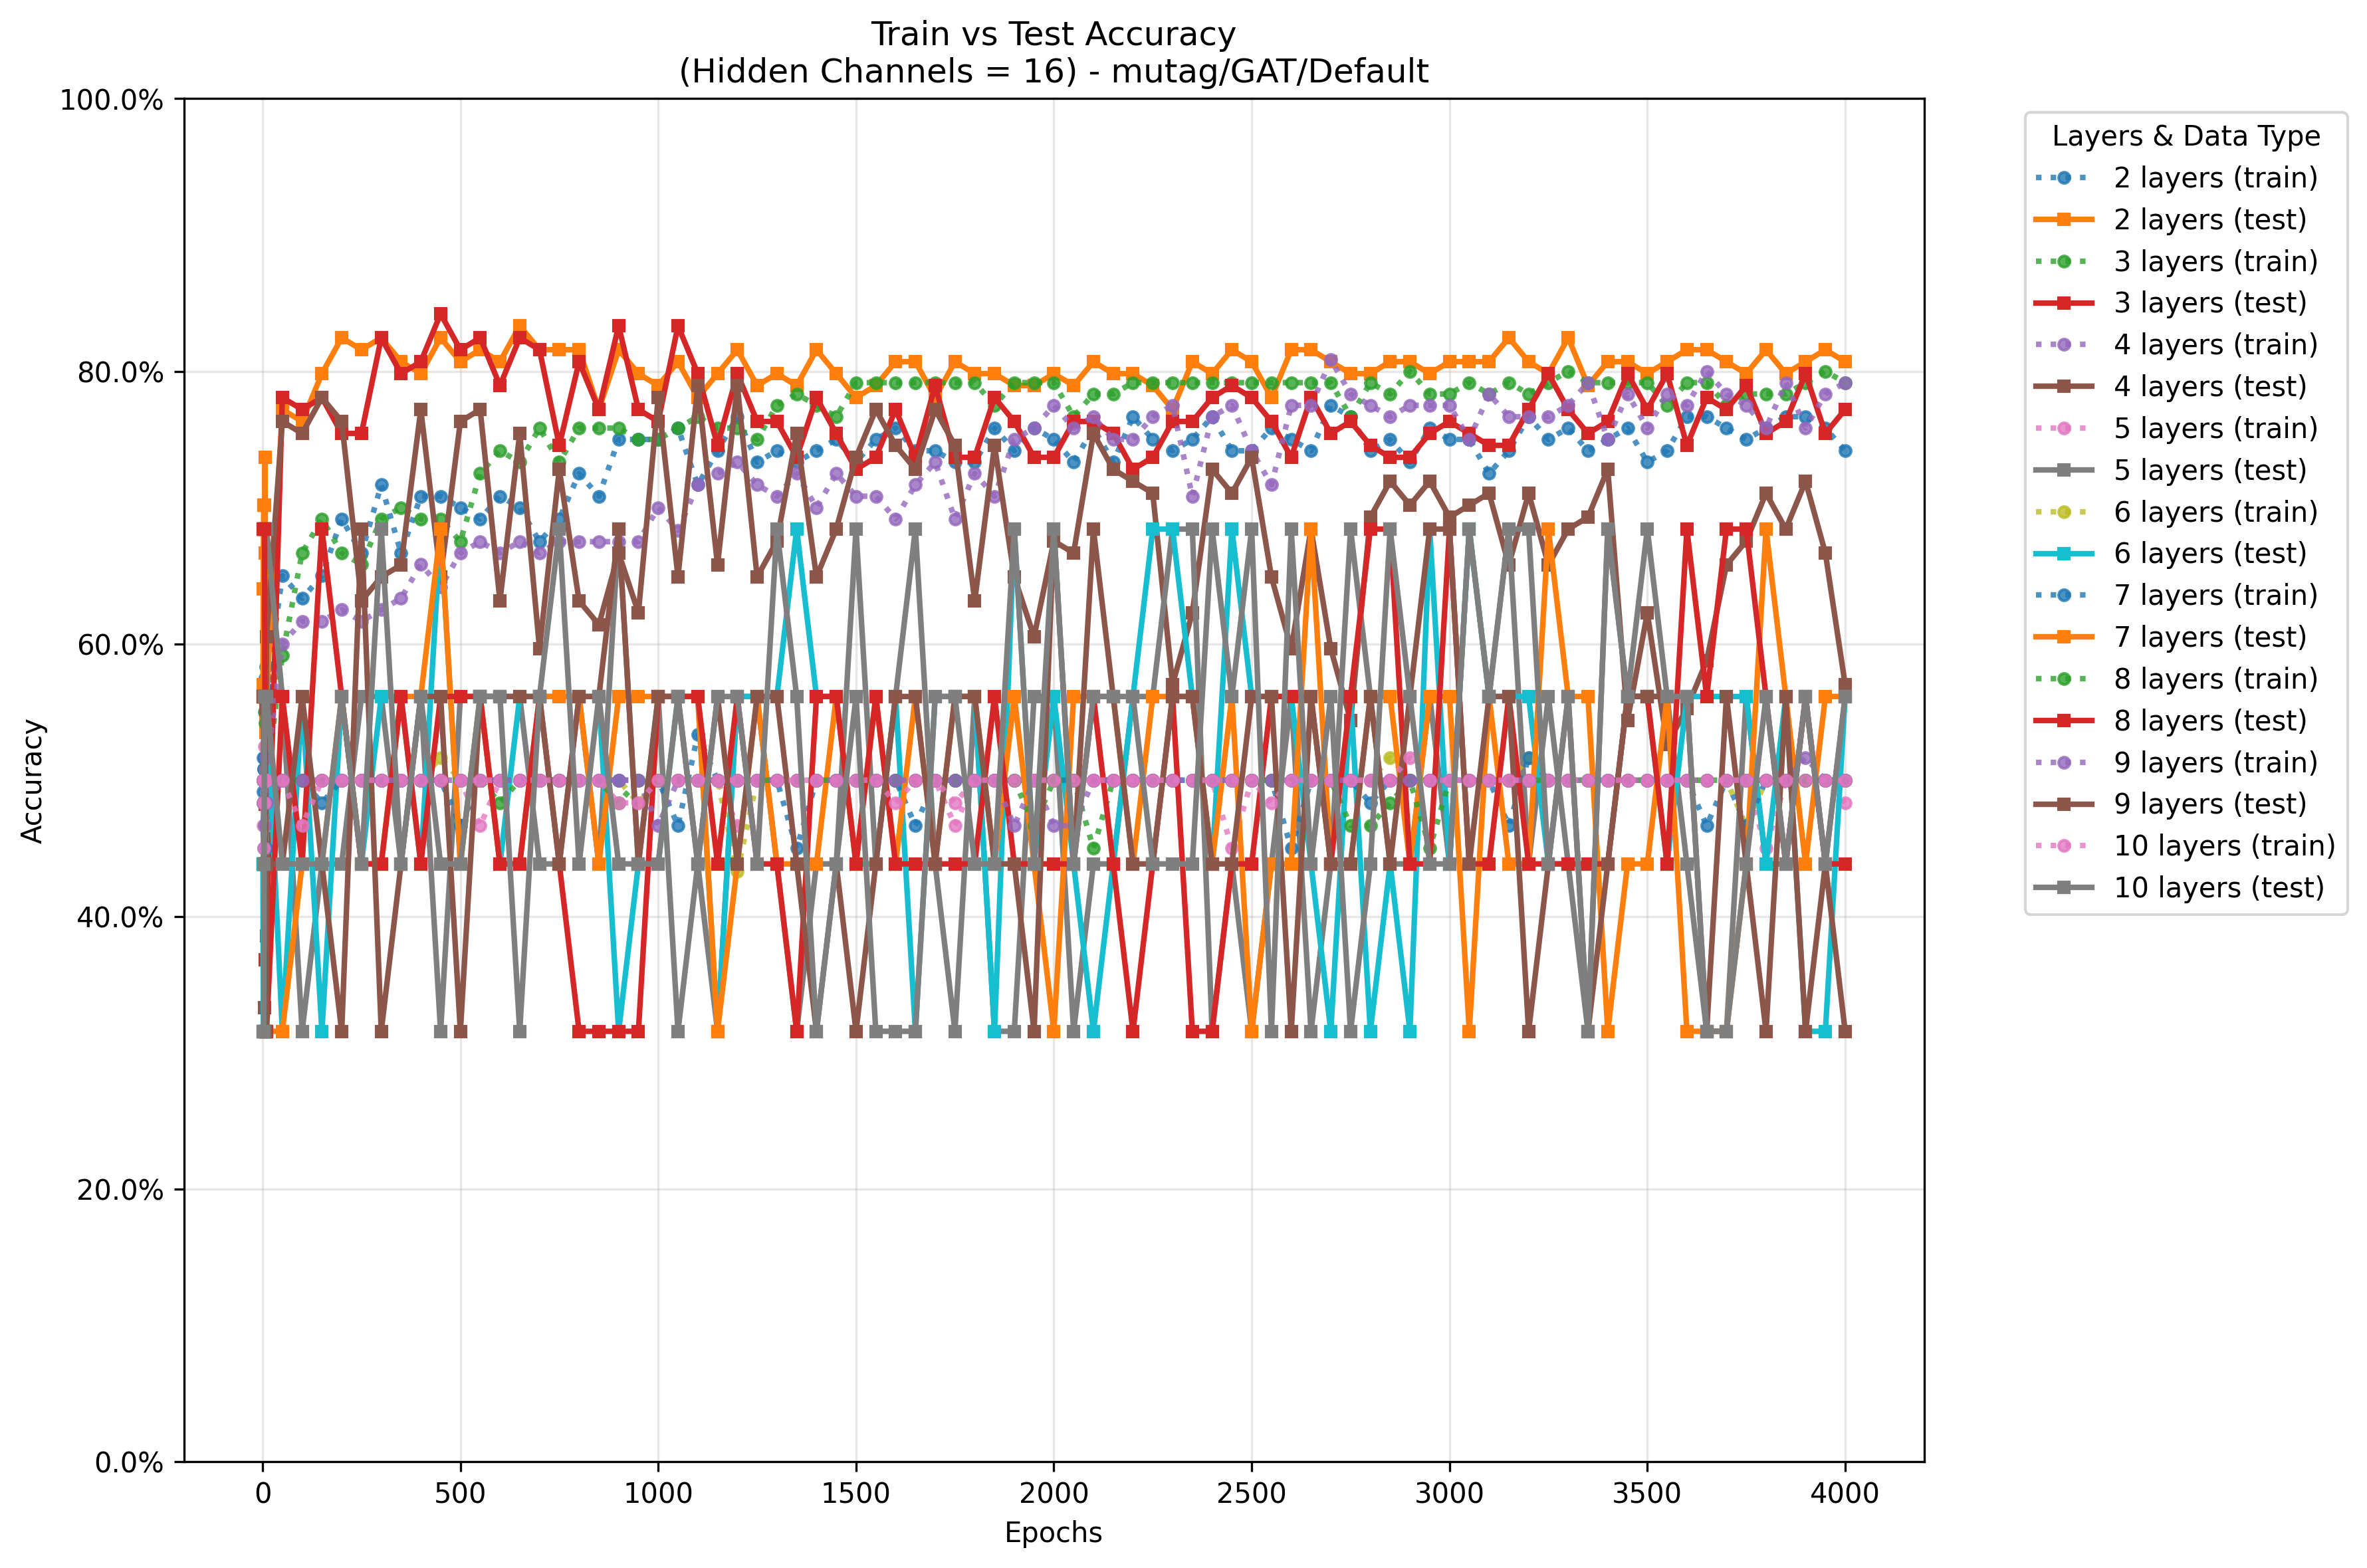 Train vs Test Accuracy
(Hidden Channels = 16) - mutag/GAT/Default
100.0%
80.0%
60.0%
40.0%
20.0%
0.0%
Accuracy
0 500 1000 1500 2000 2500 3000 3500 4000
Epochs
Layers & Data Type
2 layers (train)
2 layers (test)
3 layers (train)
3 layers (test)
4 layers (train)
4 layers (test)
5 layers (train)
5 layers (test)
6 layers (train)
6 layers (test)
7 layers (train)
7 layers (test)
8 layers (train)
8 layers (test)
9 layers (train)
9 layers (test)
10 layers (train)
10 layers (test)